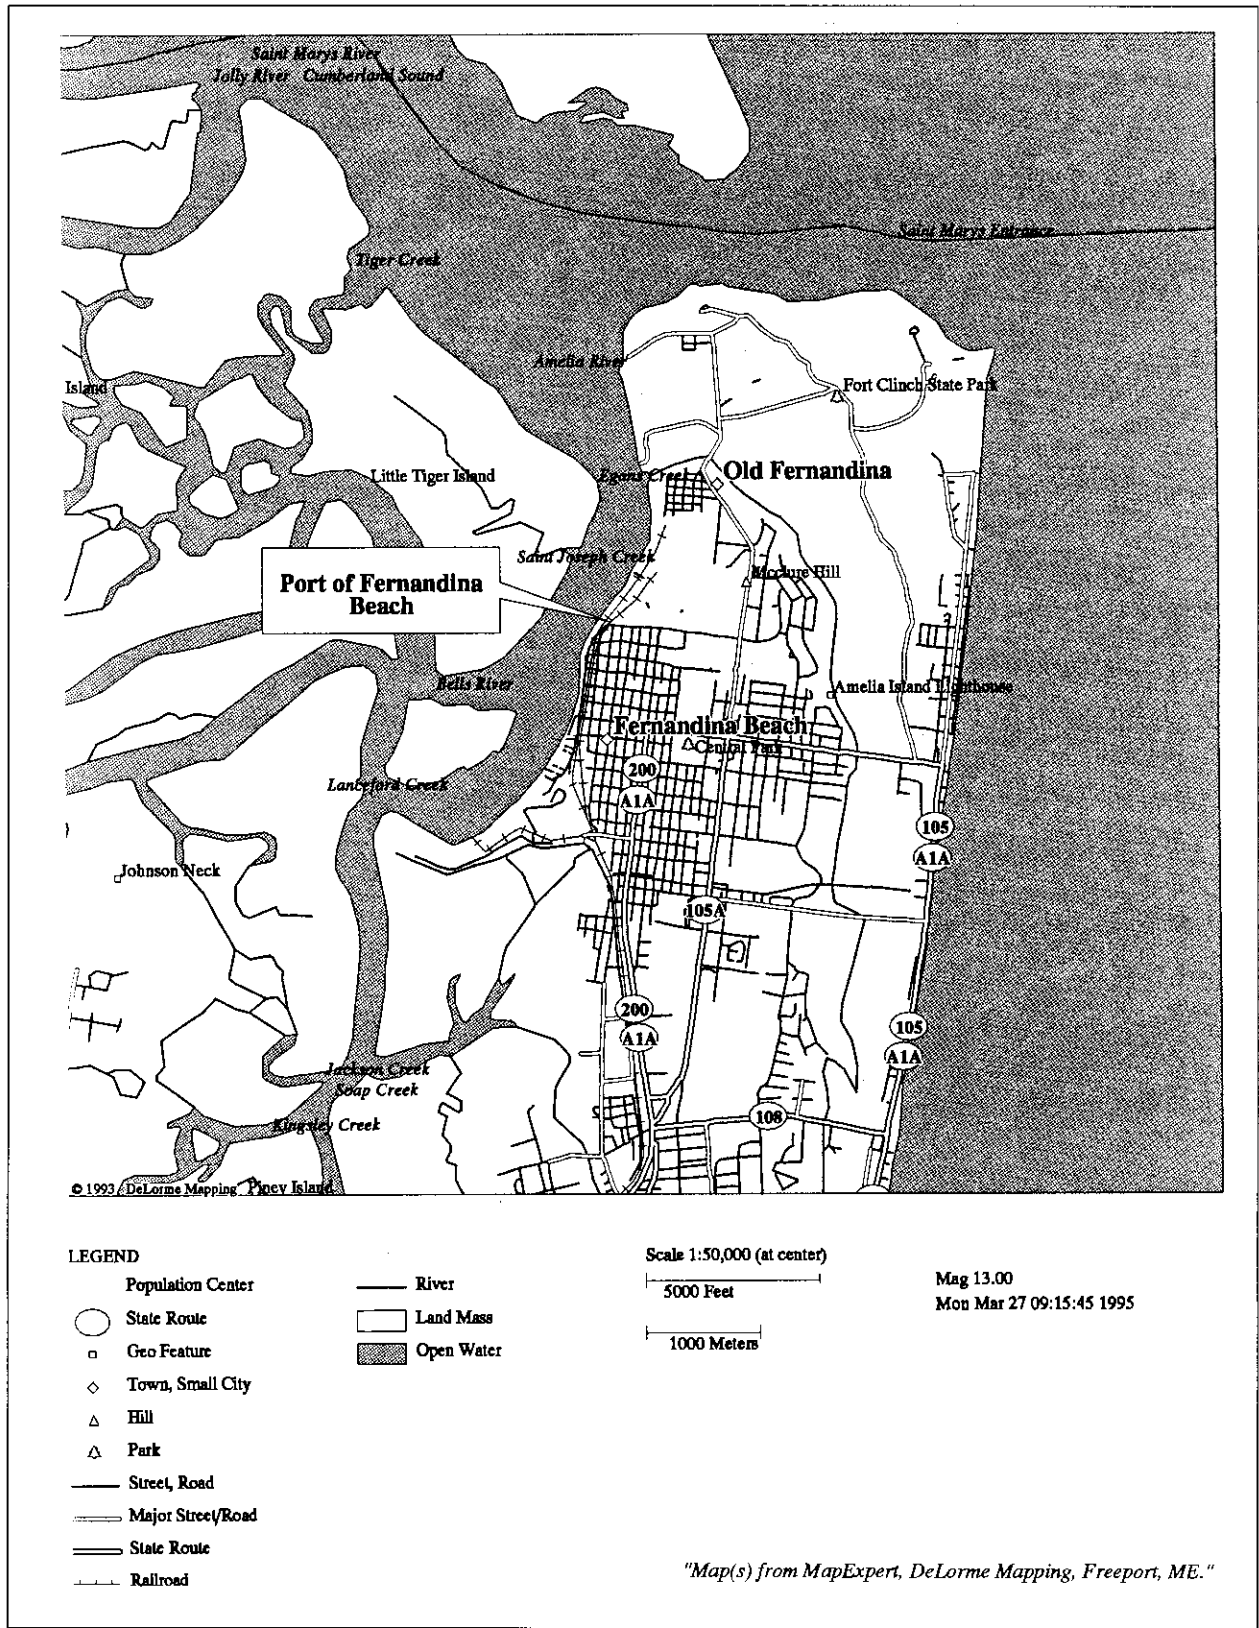 Saint Marys River
Jolly River Cumberland Sound
Saint Marys Entrance
Tiger Creek
Amelia River
Island
Fort Clinch State Park
Old Fernandina
Egans Creek
Little Tiger Island
Saint Joseph Creek
Mcclure Hill
Port of Fernandina
Beach
Bells River
Amelia Island Lighthouse
Fernandina Beach
Central Park
200
Lanceford Creek
A1A
105
A1A
Johnson Neck
105A
200
105
A1A
A1A
Jackson Creek
Soap Creek
108
Kingsley Creek
© 1993 DeLorme Mapping Piney Island
LEGEND
Population Center
State Route
Geo Feature
Town, Small City
Hill
Park
Street, Road
Major Street/Road
State Route
Railroad
River
Land Mass
Open Water
Scale 1:50,000 (at center)
5000 Feet
1000 Meters
Mag 13.00
Mon Mar 27 09:15:45 1995
"Map(s) from MapExpert, DeLorme Mapping, Freeport, ME."